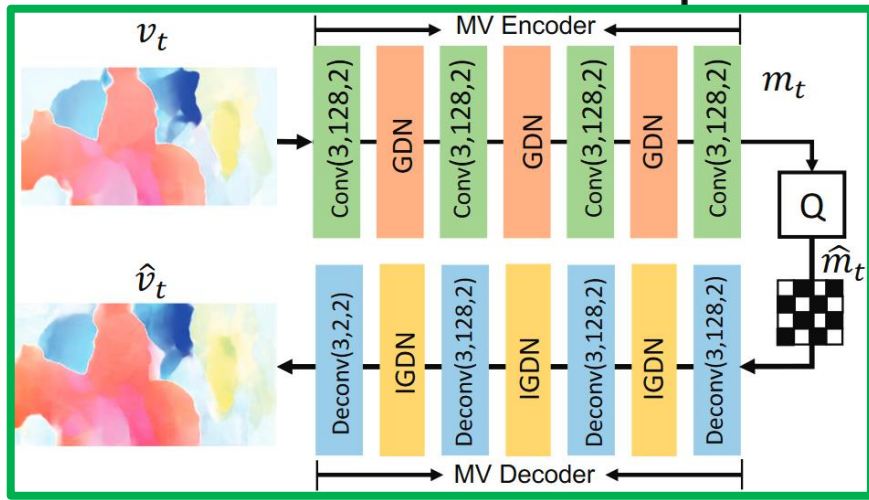 MV Encoder
v_t
Conv(3,128,2)
GDN
Conv(3,128,2)
GDN
Conv(3,128,2)
GDN
Conv(3,128,2)
m_t
Q
m̂_t
v̂_t
Deconv(3,2,2)
IGDN
Deconv(3,128,2)
IGDN
Deconv(3,128,2)
IGDN
Deconv(3,128,2)
MV Decoder